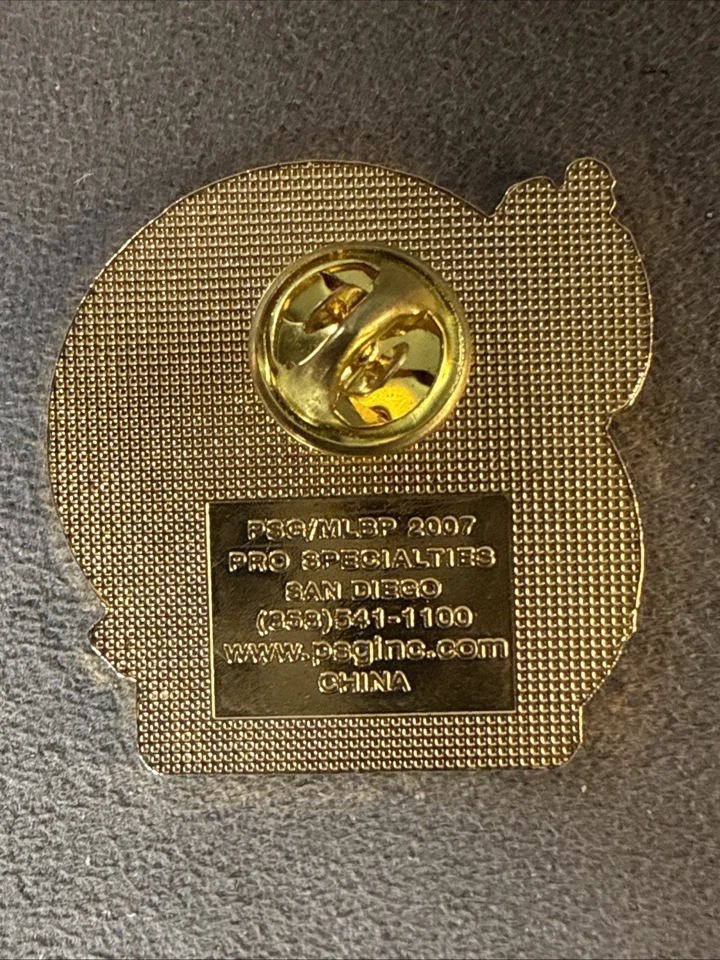 PSG/MLBP 2007
PRO SPECIALTIES
SAN DIEGO
(858)541-1100
www.psginc.com
CHINA